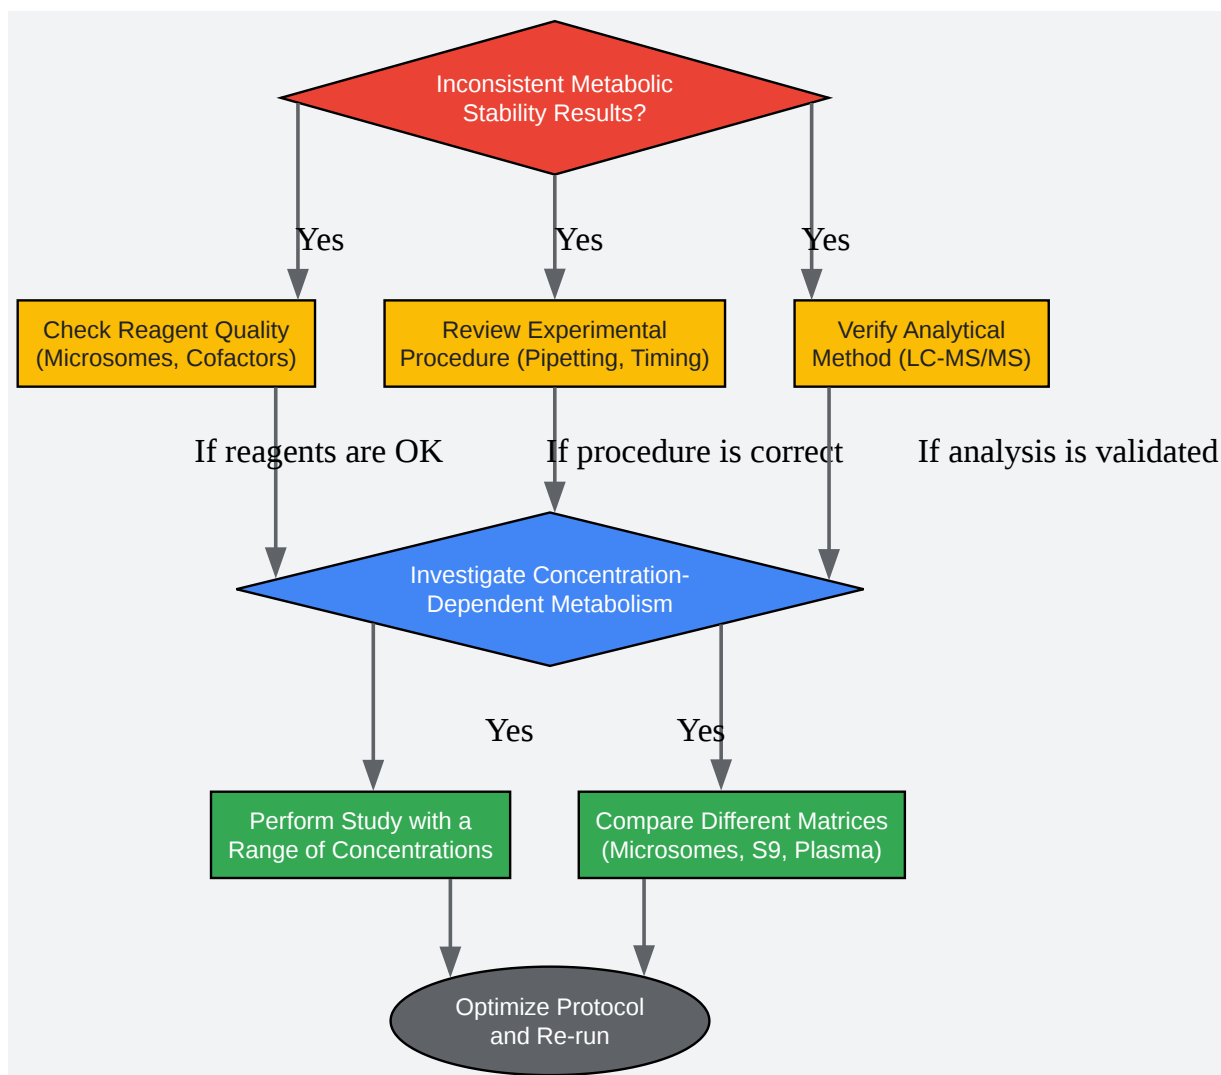 Inconsistent Metabolic
Stability Results?
Yes
Yes
Yes
Check Reagent Quality
(Microsomes, Cofactors)
Review Experimental
Procedure (Pipetting, Timing)
Verify Analytical
Method (LC-MS/MS)
If reagents are OK
If procedure is correct
If analysis is validated
Investigate Concentration-
Dependent Metabolism
Yes
Yes
Perform Study with a
Range of Concentrations
Compare Different Matrices
(Microsomes, S9, Plasma)
Optimize Protocol
and Re-run